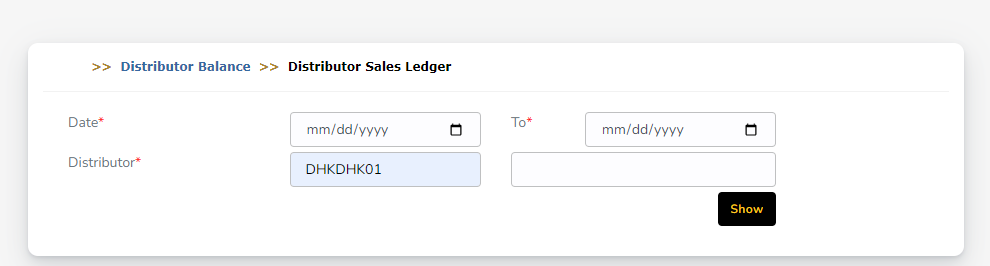 >> Distributor Balance >> Distributor Sales Ledger
Date* mm/dd/yyyy To* mm/dd/yyyy
Distributor* DHKDHK01
Show